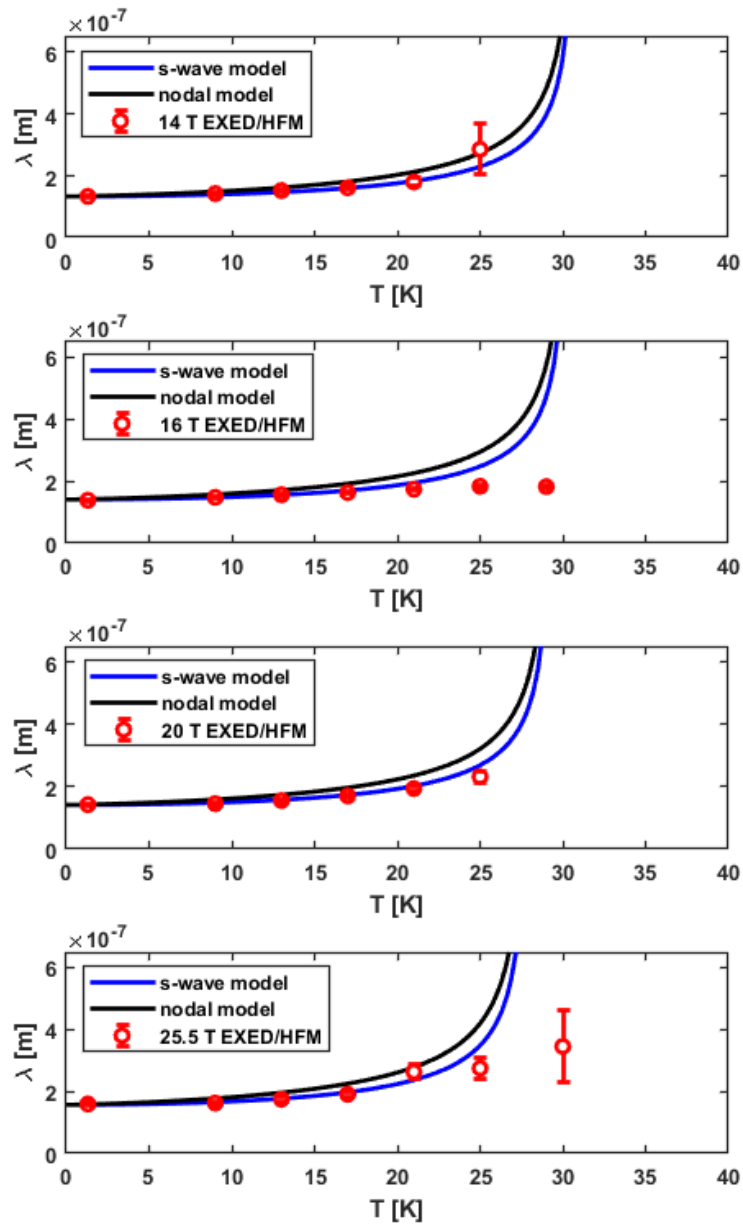 ×10⁻⁷
6
4
2
0
λ [m]
s-wave model
nodal model
14 T EXED/HFM
0 5 10 15 20 25 30 35 40
T [K]
×10⁻⁷
6
4
2
0
λ [m]
s-wave model
nodal model
16 T EXED/HFM
0 5 10 15 20 25 30 35 40
T [K]
×10⁻⁷
6
4
2
0
λ [m]
s-wave model
nodal model
20 T EXED/HFM
0 5 10 15 20 25 30 35 40
T [K]
×10⁻⁷
6
4
2
0
λ [m]
s-wave model
nodal model
25.5 T EXED/HFM
0 5 10 15 20 25 30 35 40
T [K]